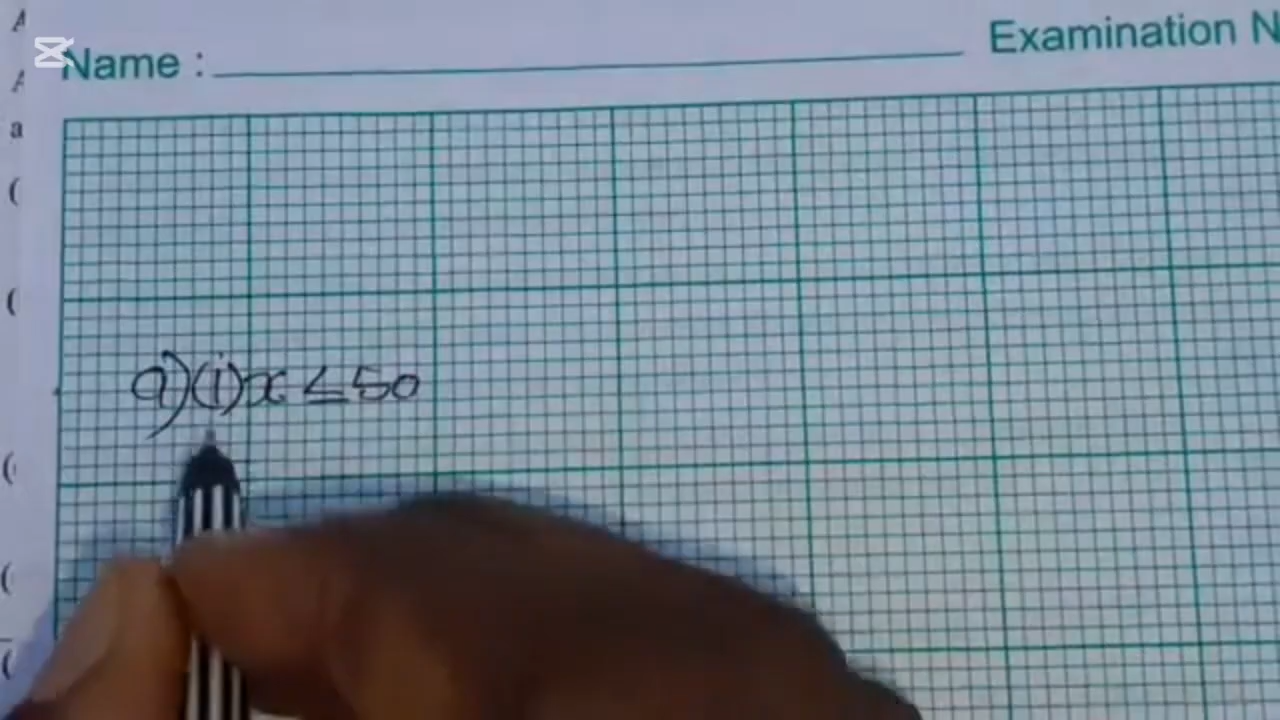 Name :
Examination N
a) (i) x ≤ 50